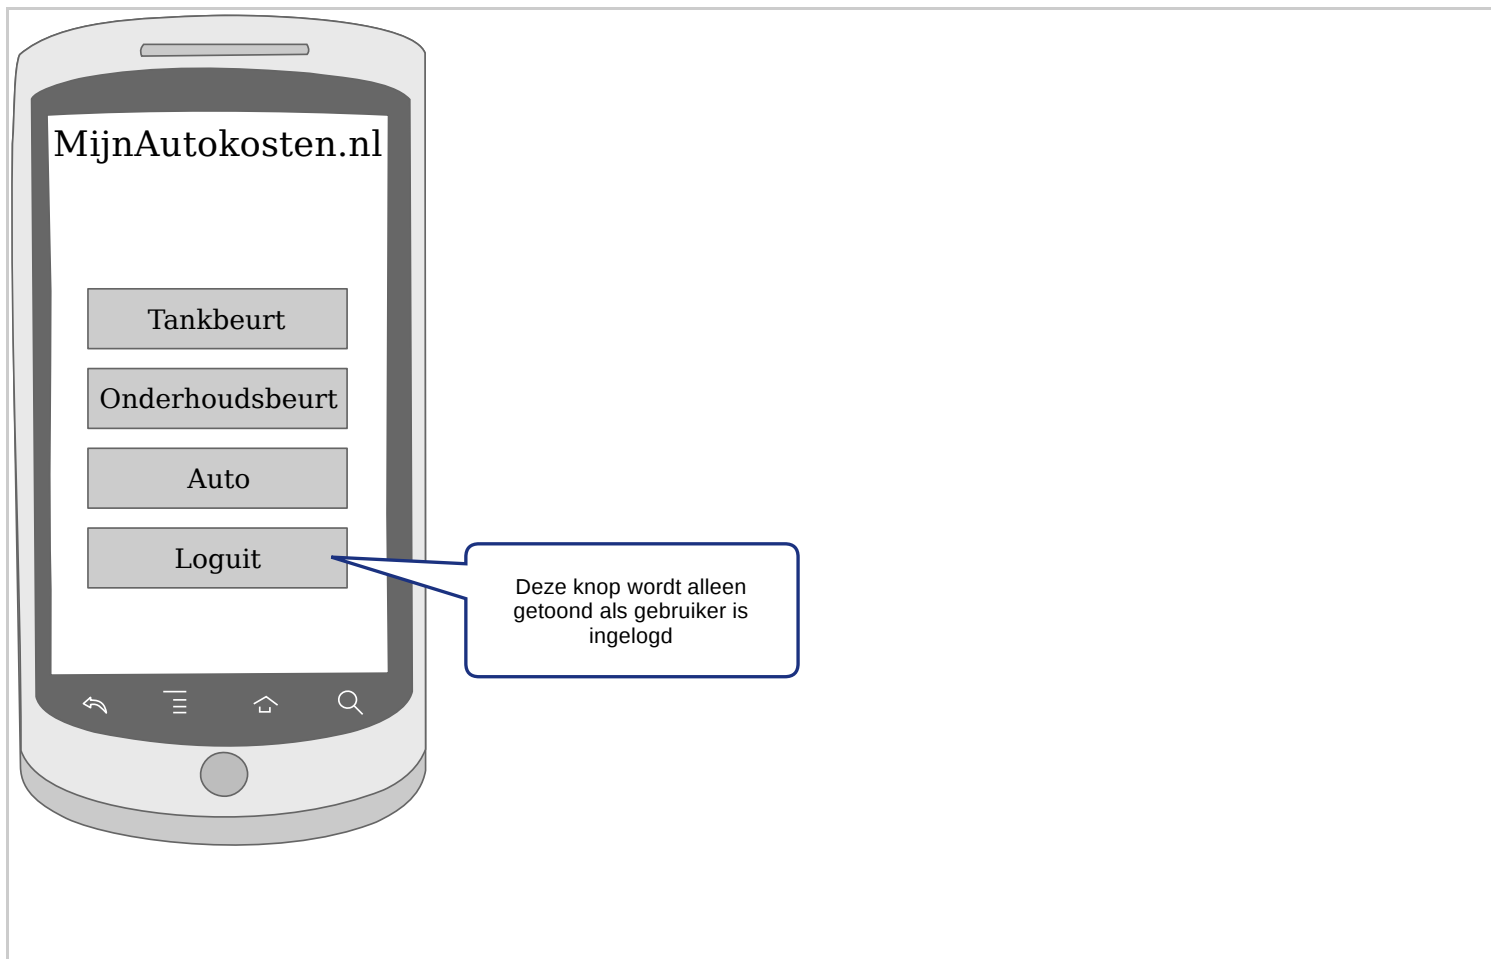 MijnAutokosten.nl
Tankbeurt
Onderhoudsbeurt
Auto
Loguit
Deze knop wordt alleen
getoond als gebruiker is
ingelogd